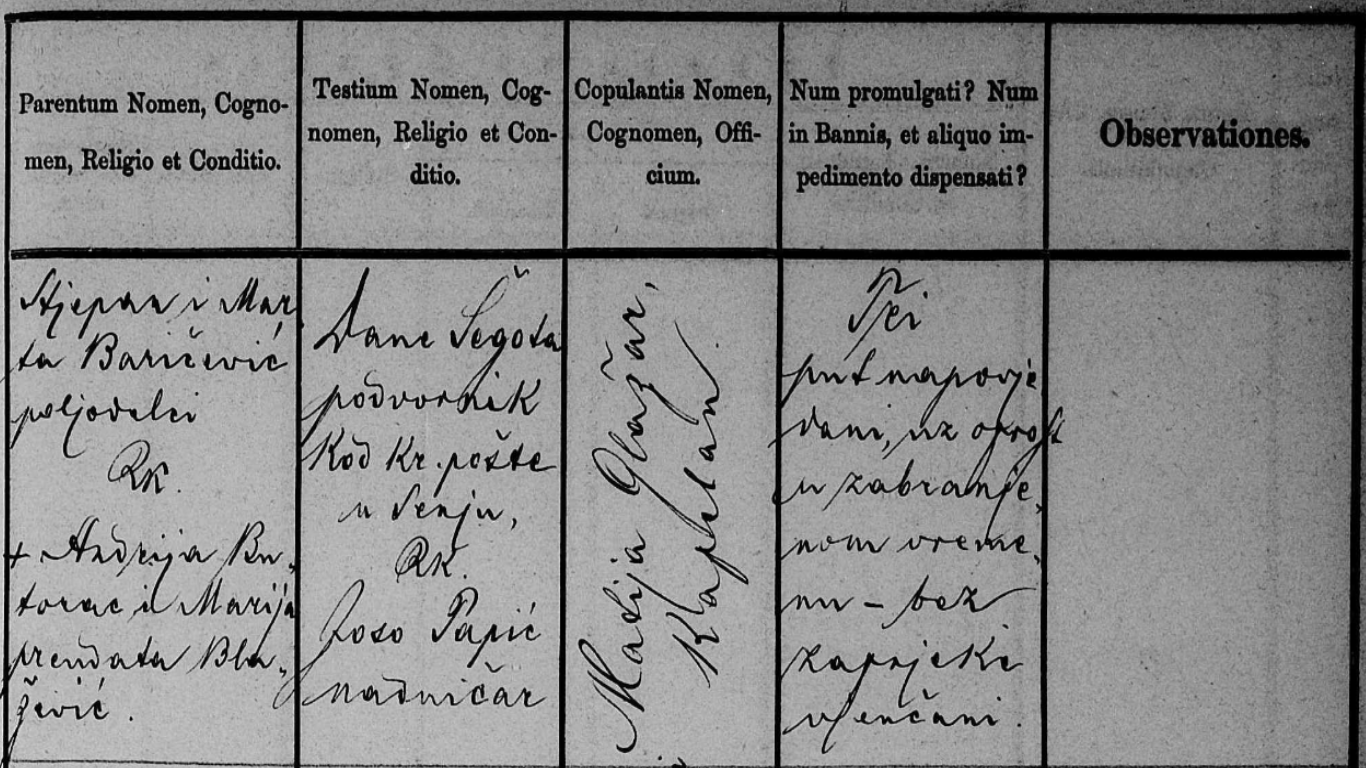 Parentum Nomen, Cogno-
men, Religio et Conditio.
Testium Nomen, Cog-
nomen, Religio et Con-
ditio.
Copulantis Nomen,
Cognomen, Offi-
cium.
Num promulgati? Num
in Bannis, et aliquo im-
pedimento dispensati?
Observationes.
Stjepan i Mar
ta Baričević
poljodelci
Rk.
+ Andrija Bu-
torac i Marija
preudata Bla-
žević.
Dane Šegota
podvornik
kod kr. pošte
u Senju,
Rk.
Joso Papić
nadničar
Matija Glažar,
Kapelan.
Tri
put napovje
dani, uz oprost
u zabranje-
nom vreme-
nu – bez
zaprjeke
vjenčani.